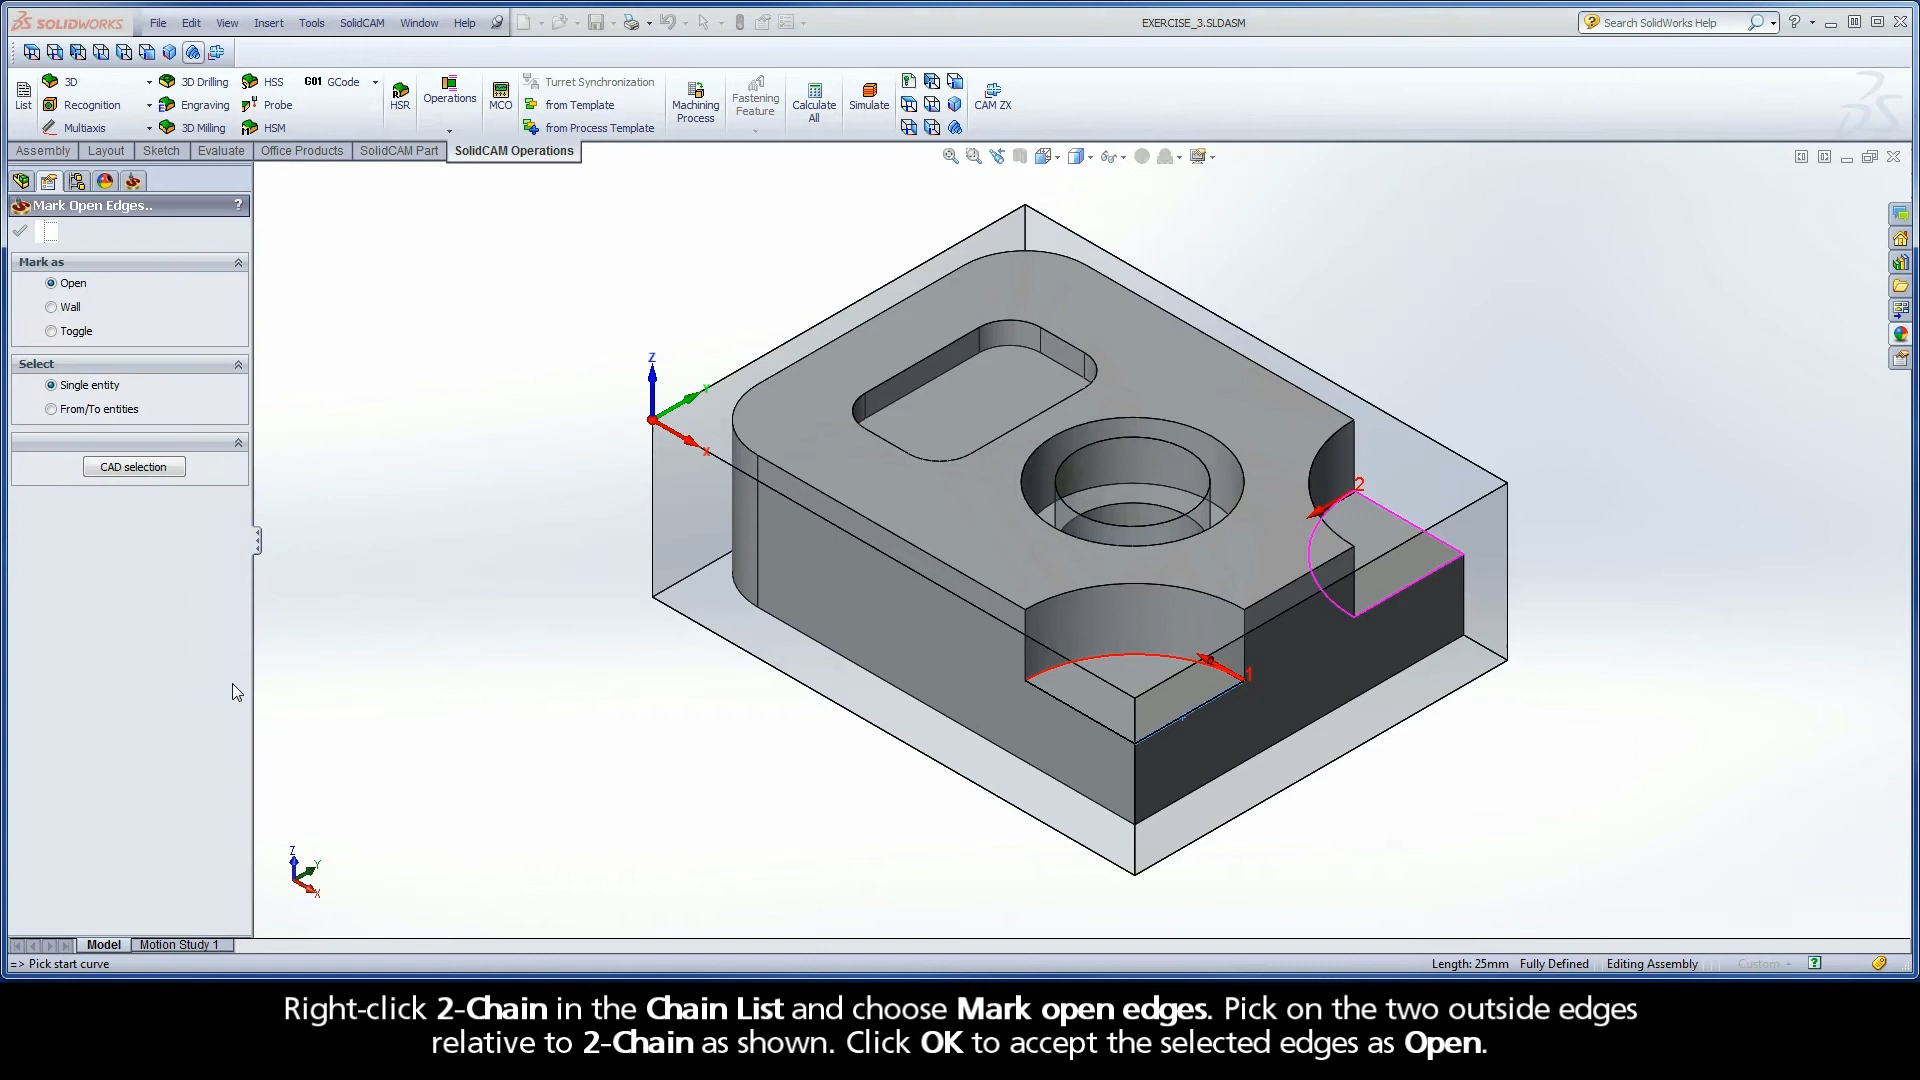 SOLIDWORKS File Edit View Insert Tools SolidCAM Window Help EXERCISE_3.SLDASM Search SolidWorks Help
3D 3D Drilling HSS G01 GCode Turret Synchronization
List Recognition Engraving Probe HSR Operations MCO from Template Machining Process Fastening Feature Calculate All Simulate CAM ZX
Multiaxis 3D Milling HSM from Process Template
Assembly Layout Sketch Evaluate Office Products SolidCAM Part SolidCAM Operations
Mark Open Edges.. ?
Mark as
Open
Wall
Toggle
Select
Single entity
From/To entities
CAD selection
Z
Y
X
2
1
Z
Y
X
Model Motion Study 1
=> Pick start curve Length: 25mm Fully Defined Editing Assembly Custom
Right-click 2-Chain in the Chain List and choose Mark open edges. Pick on the two outside edges
relative to 2-Chain as shown. Click OK to accept the selected edges as Open.